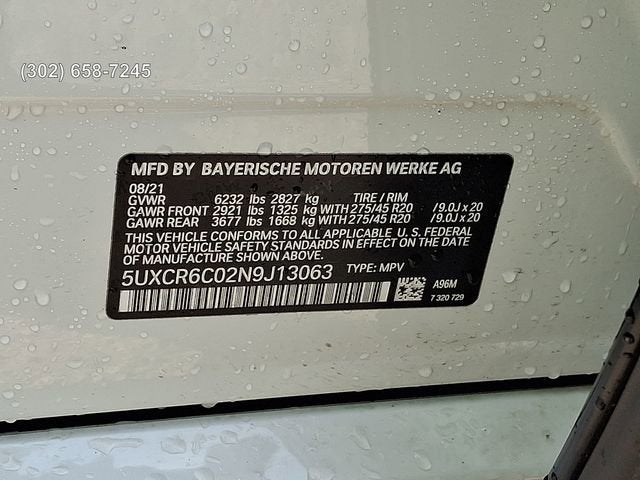 (302) 658-7245
MFD BY BAYERISCHE MOTOREN WERKE AG
08/21
GVWR 6232 lbs 2827 kg TIRE / RIM
GAWR FRONT 2921 lbs 1325 kg WITH 275/45 R20 /9.0J x 20
GAWR REAR 3677 lbs 1668 kg WITH 275/45 R20 /9.0J x 20
THIS VEHICLE CONFORMS TO ALL APPLICABLE U. S. FEDERAL
MOTOR VEHICLE SAFETY STANDARDS IN EFFECT ON THE DATE
OF MANUFACTURE SHOWN ABOVE.
5UXCR6C02N9J13063 TYPE: MPV
A96M
7 320 729